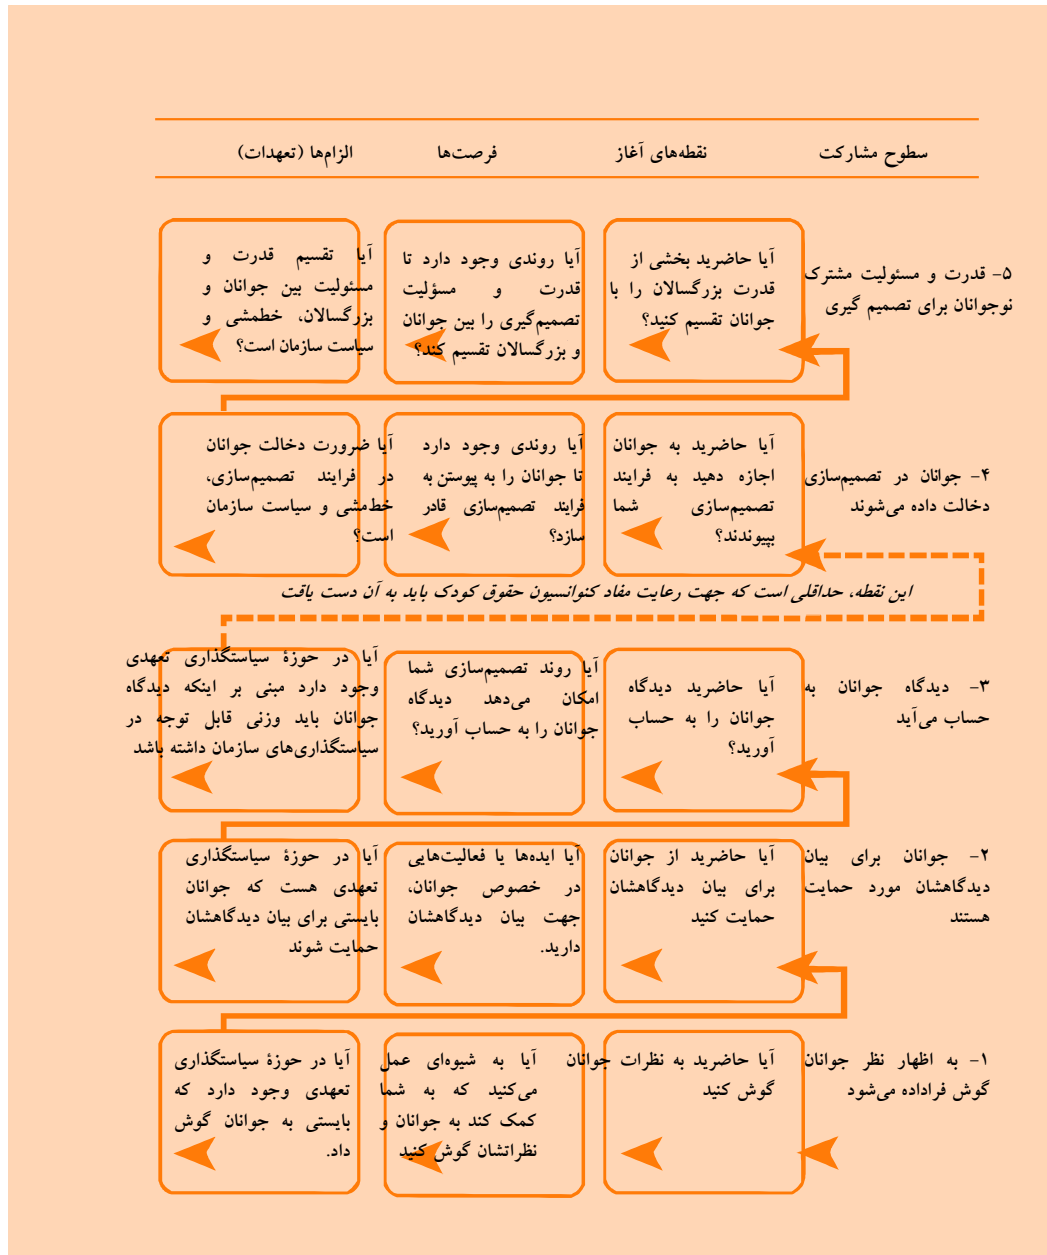 سطوح مشارکت
نقطه‌های آغاز
فرصت‌ها
الزام‌ها (تعهدات)
۵- قدرت و مسئولیت مشترک
نوجوانان برای تصمیم گیری
آیا حاضرید بخشی از
قدرت بزرگسالان را با
جوانان تقسیم کنید؟
آیا روندی وجود دارد تا
قدرت و مسؤلیت
تصمیم‌گیری را بین جوانان
و بزرگسالان تقسیم کند؟
آیا تقسیم قدرت و
مسئولیت بین جوانان و
بزرگسالان، خطمشی و
سیاست سازمان است؟
۴- جوانان در تصمیم‌سازی
دخالت داده می‌شوند
آیا حاضرید به جوانان
اجازه دهید به فرایند
تصمیم‌سازی شما
بپیوندند؟
آیا روندی وجود دارد
تا جوانان را به پیوستن به
فرایند تصمیم‌سازی قادر
سازد؟
آیا ضرورت دخالت جوانان
در فرایند تصمیم‌سازی،
خط‌مشی و سیاست سازمان
است؟
این نقطه، حداقلی است که جهت رعایت مفاد کنوانسیون حقوق کودک باید به آن دست یاقت
۳- دیدگاه جوانان به
حساب می‌آید
آیا حاضرید دیدگاه
جوانان را به حساب
آورید؟
آیا روند تصمیم‌سازی شما
امکان می‌دهد دیدگاه
جوانان را به حساب آورید؟
آیا در حوزۀ سیاستگذاری تعهدی
وجود دارد مبنی بر اینکه دیدگاه
جوانان باید وزنی قابل توجه در
سیاستگذاری‌های سازمان داشته باشد
۲- جوانان برای بیان
دیدگاهشان مورد حمایت
هستند
آیا حاضرید از جوانان
برای بیان دیدگاهشان
حمایت کنید
آیا ایده‌ها یا فعالیت‌هایی
در خصوص جوانان،
جهت بیان دیدگاهشان
دارید.
آیا در حوزۀ سیاستگذاری
تعهدی هست که جوانان
بایستی برای بیان دیدگاهشان
حمایت شوند
۱- به اظهار نظر جوانان
گوش فراداده می‌شود
آیا حاضرید به نظرات جوانان
گوش کنید
آیا به شیوه‌ای عمل
می‌کنید که به شما
کمک کند به جوانان و
نظراتشان گوش کنید
آیا در حوزۀ سیاستگذاری
تعهدی وجود دارد که
بایستی به جوانان گوش
داد.